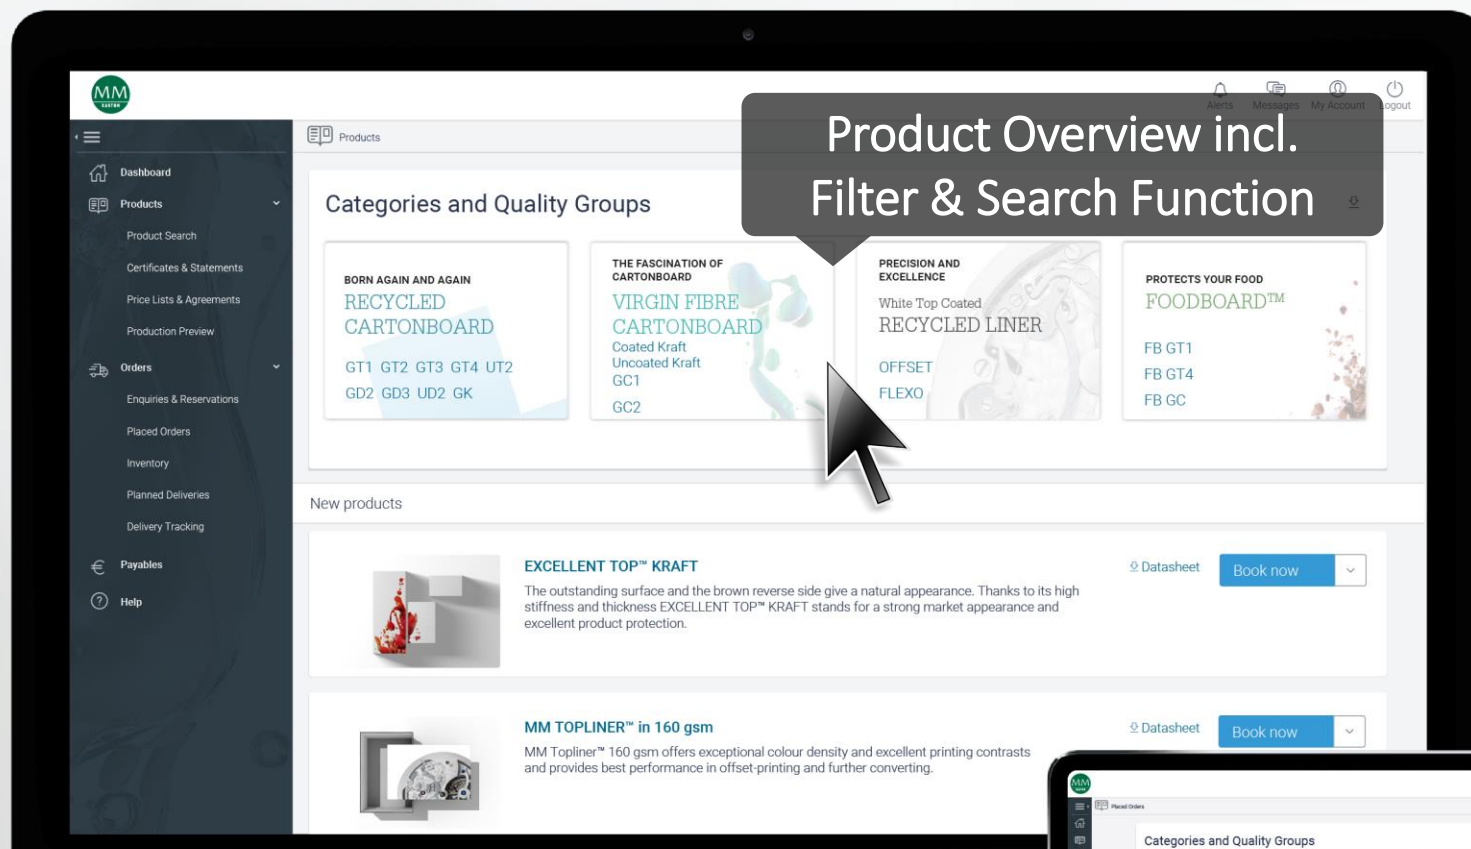 MM
KARTON
Alerts
Messages
My Account
Logout
Product Overview incl.
Filter & Search Function
Products
Dashboard
Products
Product Search
Certificates & Statements
Price Lists & Agreements
Production Preview
Orders
Enquiries & Reservations
Placed Orders
Inventory
Planned Deliveries
Delivery Tracking
Payables
Help
Categories and Quality Groups
BORN AGAIN AND AGAIN
RECYCLED
CARTONBOARD
GT1 GT2 GT3 GT4 UT2
GD2 GD3 UD2 GK
THE FASCINATION OF
CARTONBOARD
VIRGIN FIBRE
CARTONBOARD
Coated Kraft
Uncoated Kraft
GC1
GC2
PRECISION AND
EXCELLENCE
White Top Coated
RECYCLED LINER
OFFSET
FLEXO
PROTECTS YOUR FOOD
FOODBOARD™
FB GT1
FB GT4
FB GC
New products
EXCELLENT TOP™ KRAFT
The outstanding surface and the brown reverse side give a natural appearance. Thanks to its high
stiffness and thickness EXCELLENT TOP™ KRAFT stands for a strong market appearance and
excellent product protection.
Datasheet
Book now
MM TOPLINER™ in 160 gsm
MM Topliner™ 160 gsm offers exceptional colour density and excellent printing contrasts
and provides best performance in offset-printing and further converting.
Datasheet
Book now
MM
Placed Orders
Categories and Quality Groups